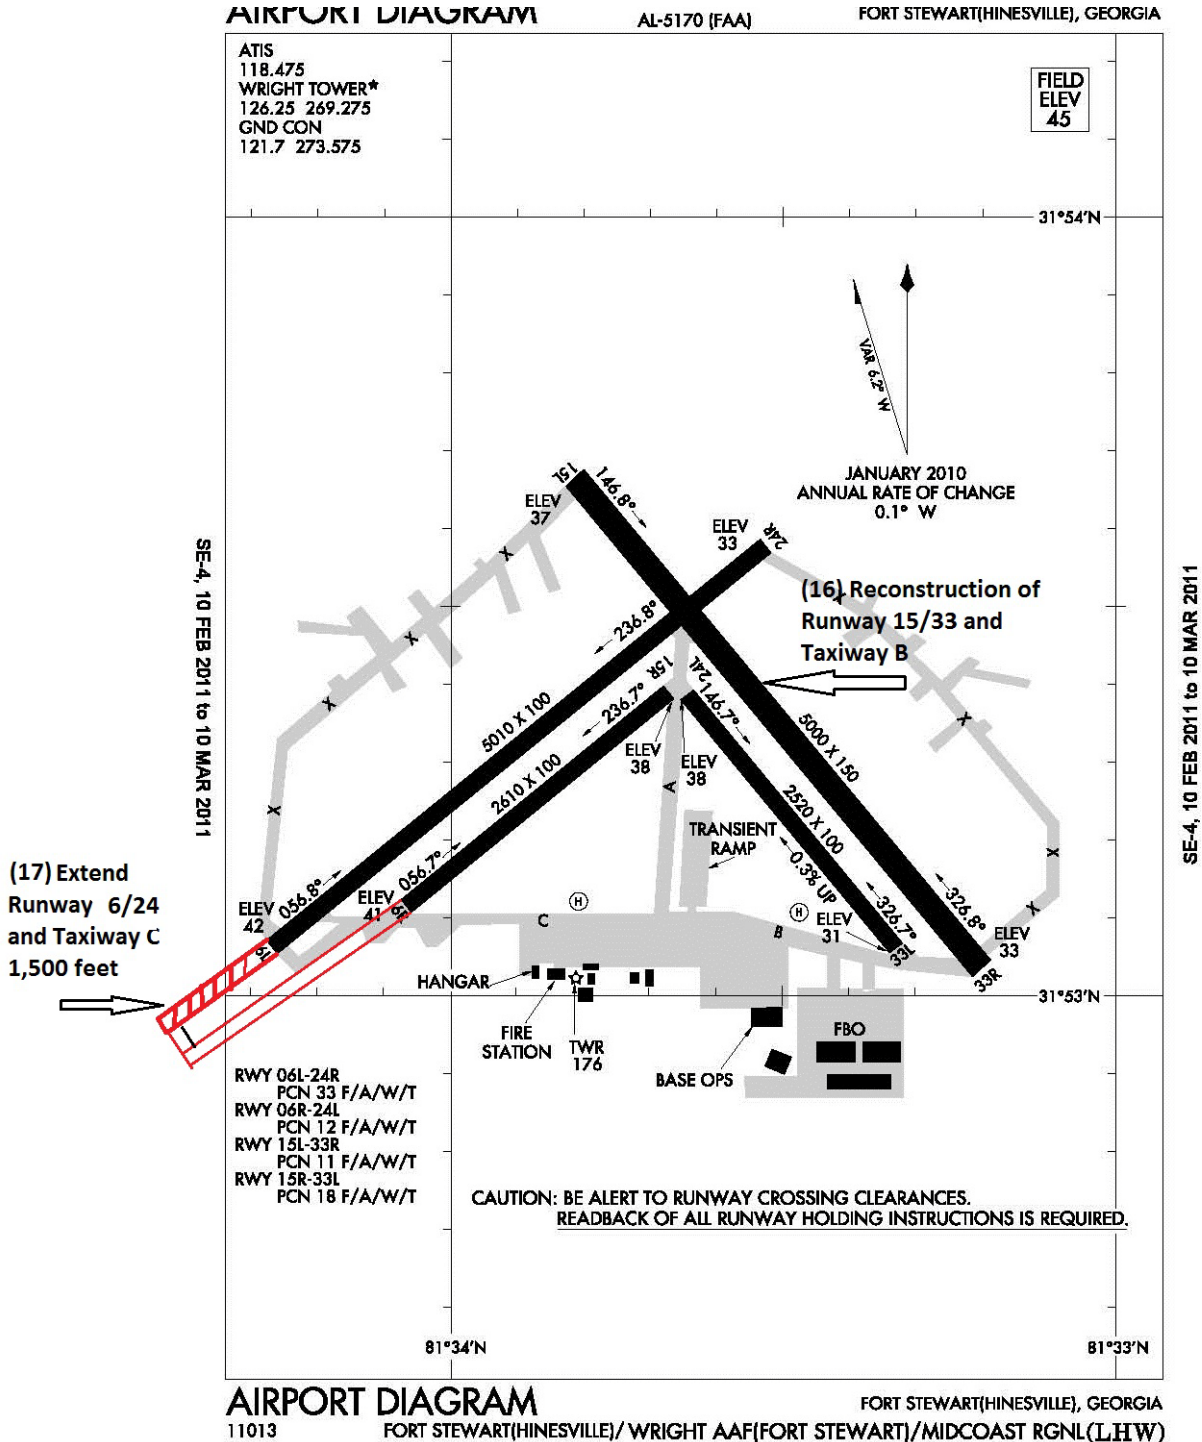 AIRPORT DIAGRAM
AL-5170 (FAA)
FORT STEWART(HINESVILLE), GEORGIA
ATIS
118.475
WRIGHT TOWER*
126.25 269.275
GND CON
121.7 273.575
FIELD
ELEV
45
31°54'N
VAR 6.2° W
JANUARY 2010
ANNUAL RATE OF CHANGE
0.1° W
15L
146.8°
ELEV
37
ELEV
33
24R
X
X
X
X
X
X
X
X
SE-4, 10 FEB 2011 to 10 MAR 2011
SE-4, 10 FEB 2011 to 10 MAR 2011
(16) Reconstruction of
Runway 15/33 and
Taxiway B
236.8°
15R
24L
236.7°
146.7°
5010 X 100
5000 X 150
ELEV
38
ELEV
38
2610 X 100
2520 X 100
A
TRANSIENT
RAMP
0.3% UP
056.8°
056.7°
326.7°
326.8°
(17) Extend
Runway 6/24
and Taxiway C
1,500 feet
ELEV
42
ELEV
41
6L
6R
H
H
C
B
ELEV
31
33L
ELEV
33
33R
HANGAR
31°53'N
FIRE
STATION
TWR
176
BASE OPS
FBO
RWY 06L-24R
PCN 33 F/A/W/T
RWY 06R-24L
PCN 12 F/A/W/T
RWY 15L-33R
PCN 11 F/A/W/T
RWY 15R-33L
PCN 18 F/A/W/T
CAUTION: BE ALERT TO RUNWAY CROSSING CLEARANCES.
READBACK OF ALL RUNWAY HOLDING INSTRUCTIONS IS REQUIRED.
81°34'N
81°33'N
AIRPORT DIAGRAM
FORT STEWART(HINESVILLE), GEORGIA
11013
FORT STEWART(HINESVILLE)/ WRIGHT AAF(FORT STEWART)/MIDCOAST RGNL(LHW)